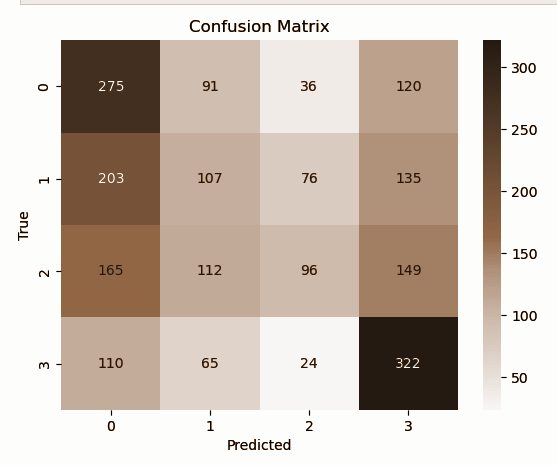 Confusion Matrix
0 275 91 36 120
1 203 107 76 135
2 165 112 96 149
3 110 65 24 322
0 1 2 3
True
Predicted
300
250
200
150
100
50